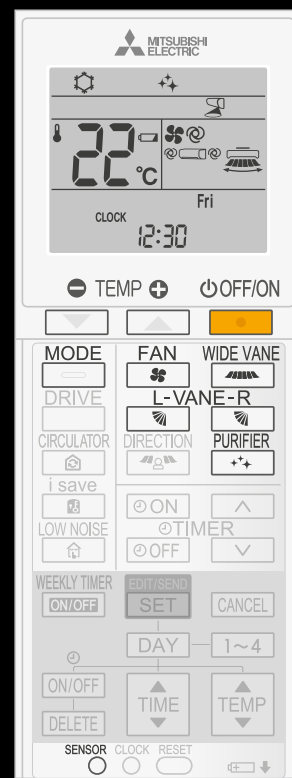 MITSUBISHI
ELECTRIC
22°C
Fri
CLOCK
12:30
TEMP OFF/ON
MODE FAN WIDE VANE
DRIVE L-VANE-R
CIRCULATOR DIRECTION PURIFIER
i save
ON
LOW NOISE TIMER
OFF
WEEKLY TIMER EDIT/SEND
ON/OFF SET CANCEL
DAY 1~4
ON/OFF TIME TEMP
DELETE
SENSOR CLOCK RESET